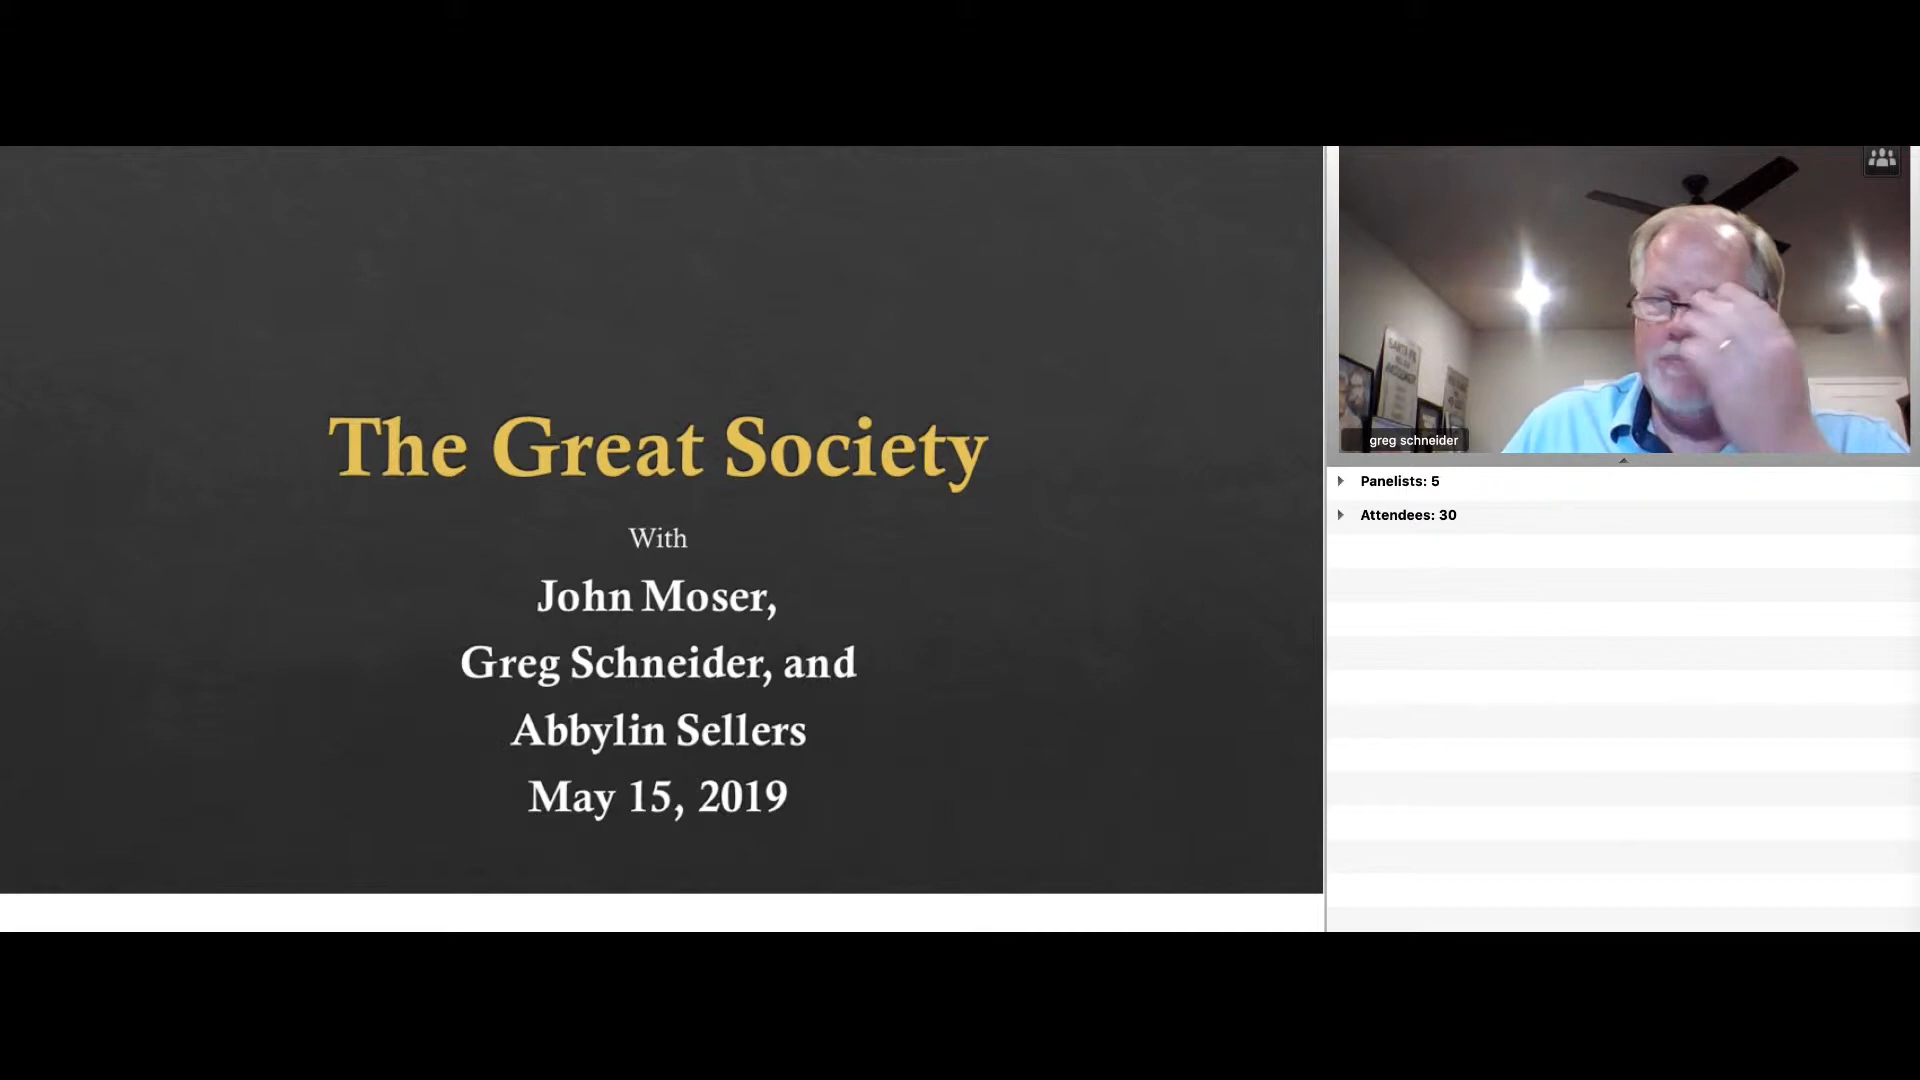 The Great Society
With
John Moser,
Greg Schneider, and
Abbylin Sellers
May 15, 2019
greg schneider
Panelists: 5
Attendees: 30